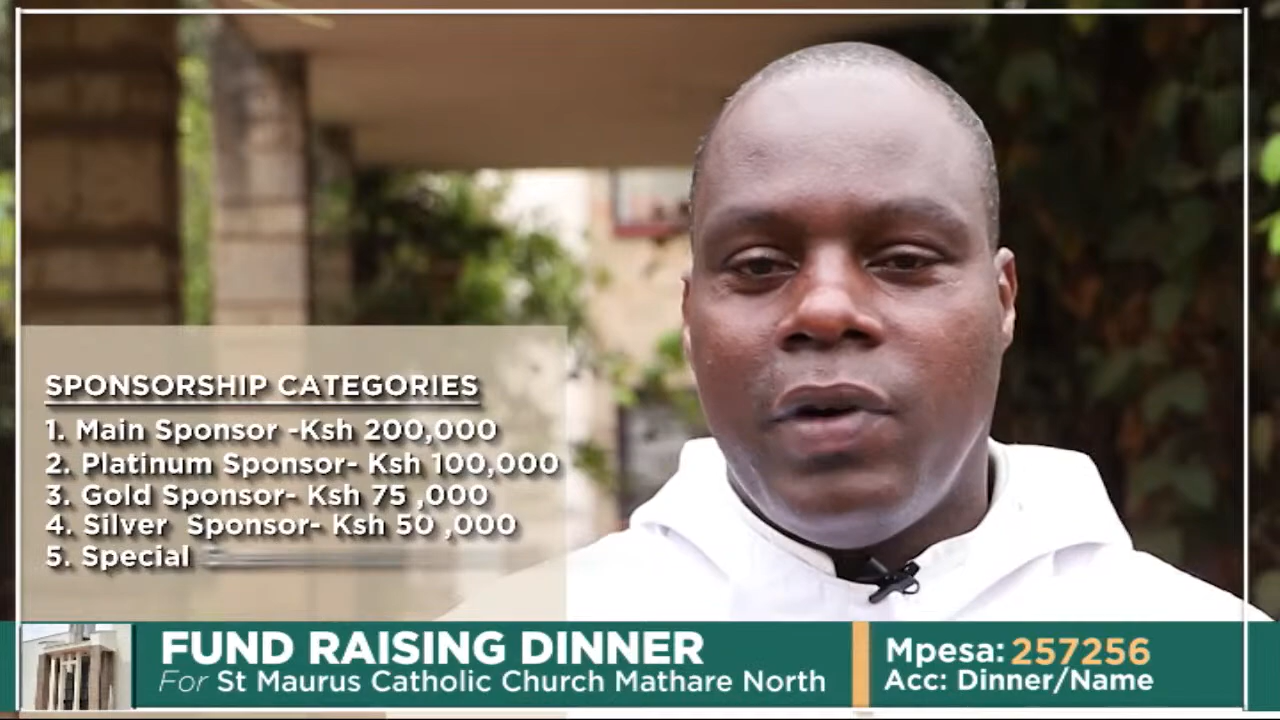 SPONSORSHIP CATEGORIES
1. Main Sponsor -Ksh 200,000
2. Platinum Sponsor- Ksh 100,000
3. Gold Sponsor- Ksh 75 ,000
4. Silver Sponsor- Ksh 50 ,000
5. Special
FUND RAISING DINNER
For St Maurus Catholic Church Mathare North
Mpesa: 257256
Acc: Dinner/Name